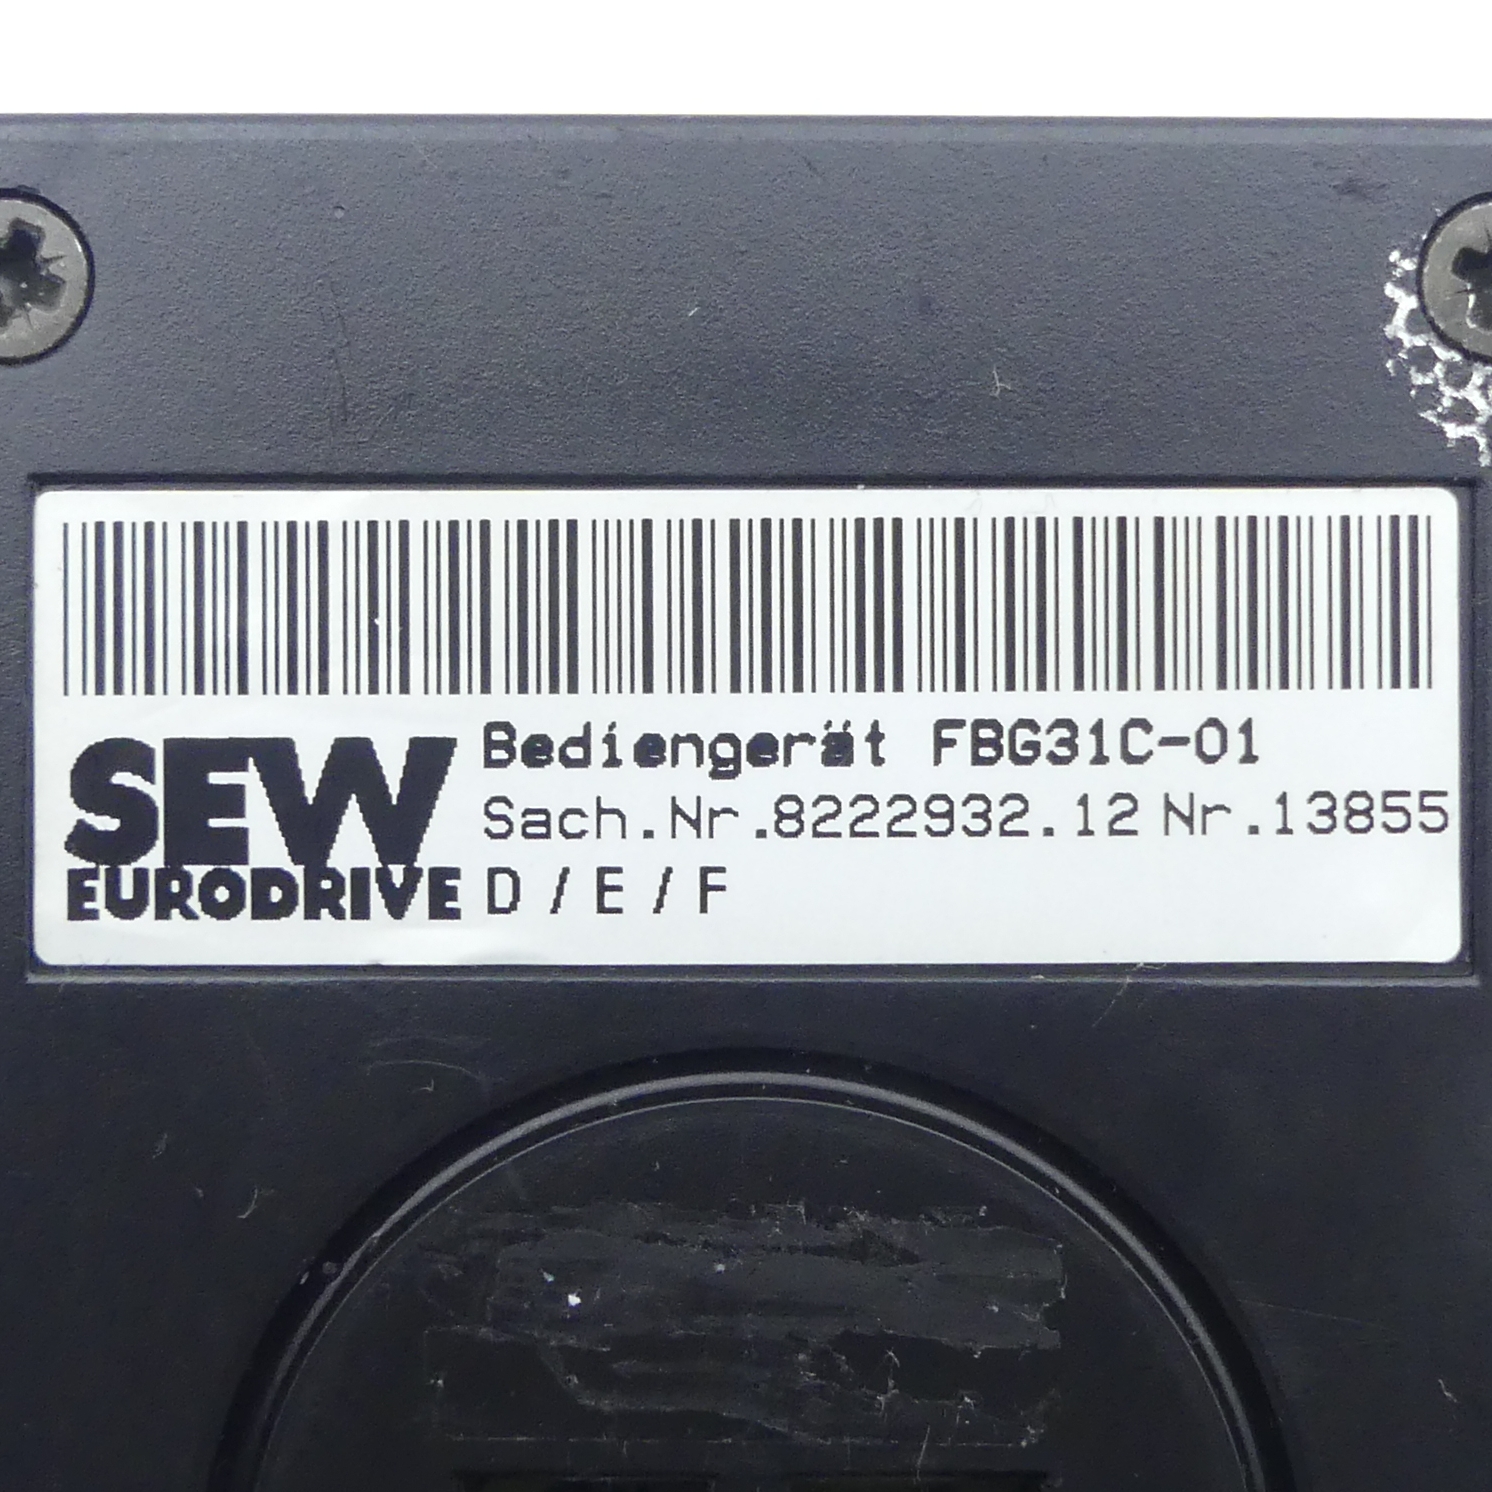 SEW
EURODRIVE
Bediengerät FBG31C-01
Sach.Nr.8222932.12 Nr.13855
D / E / F